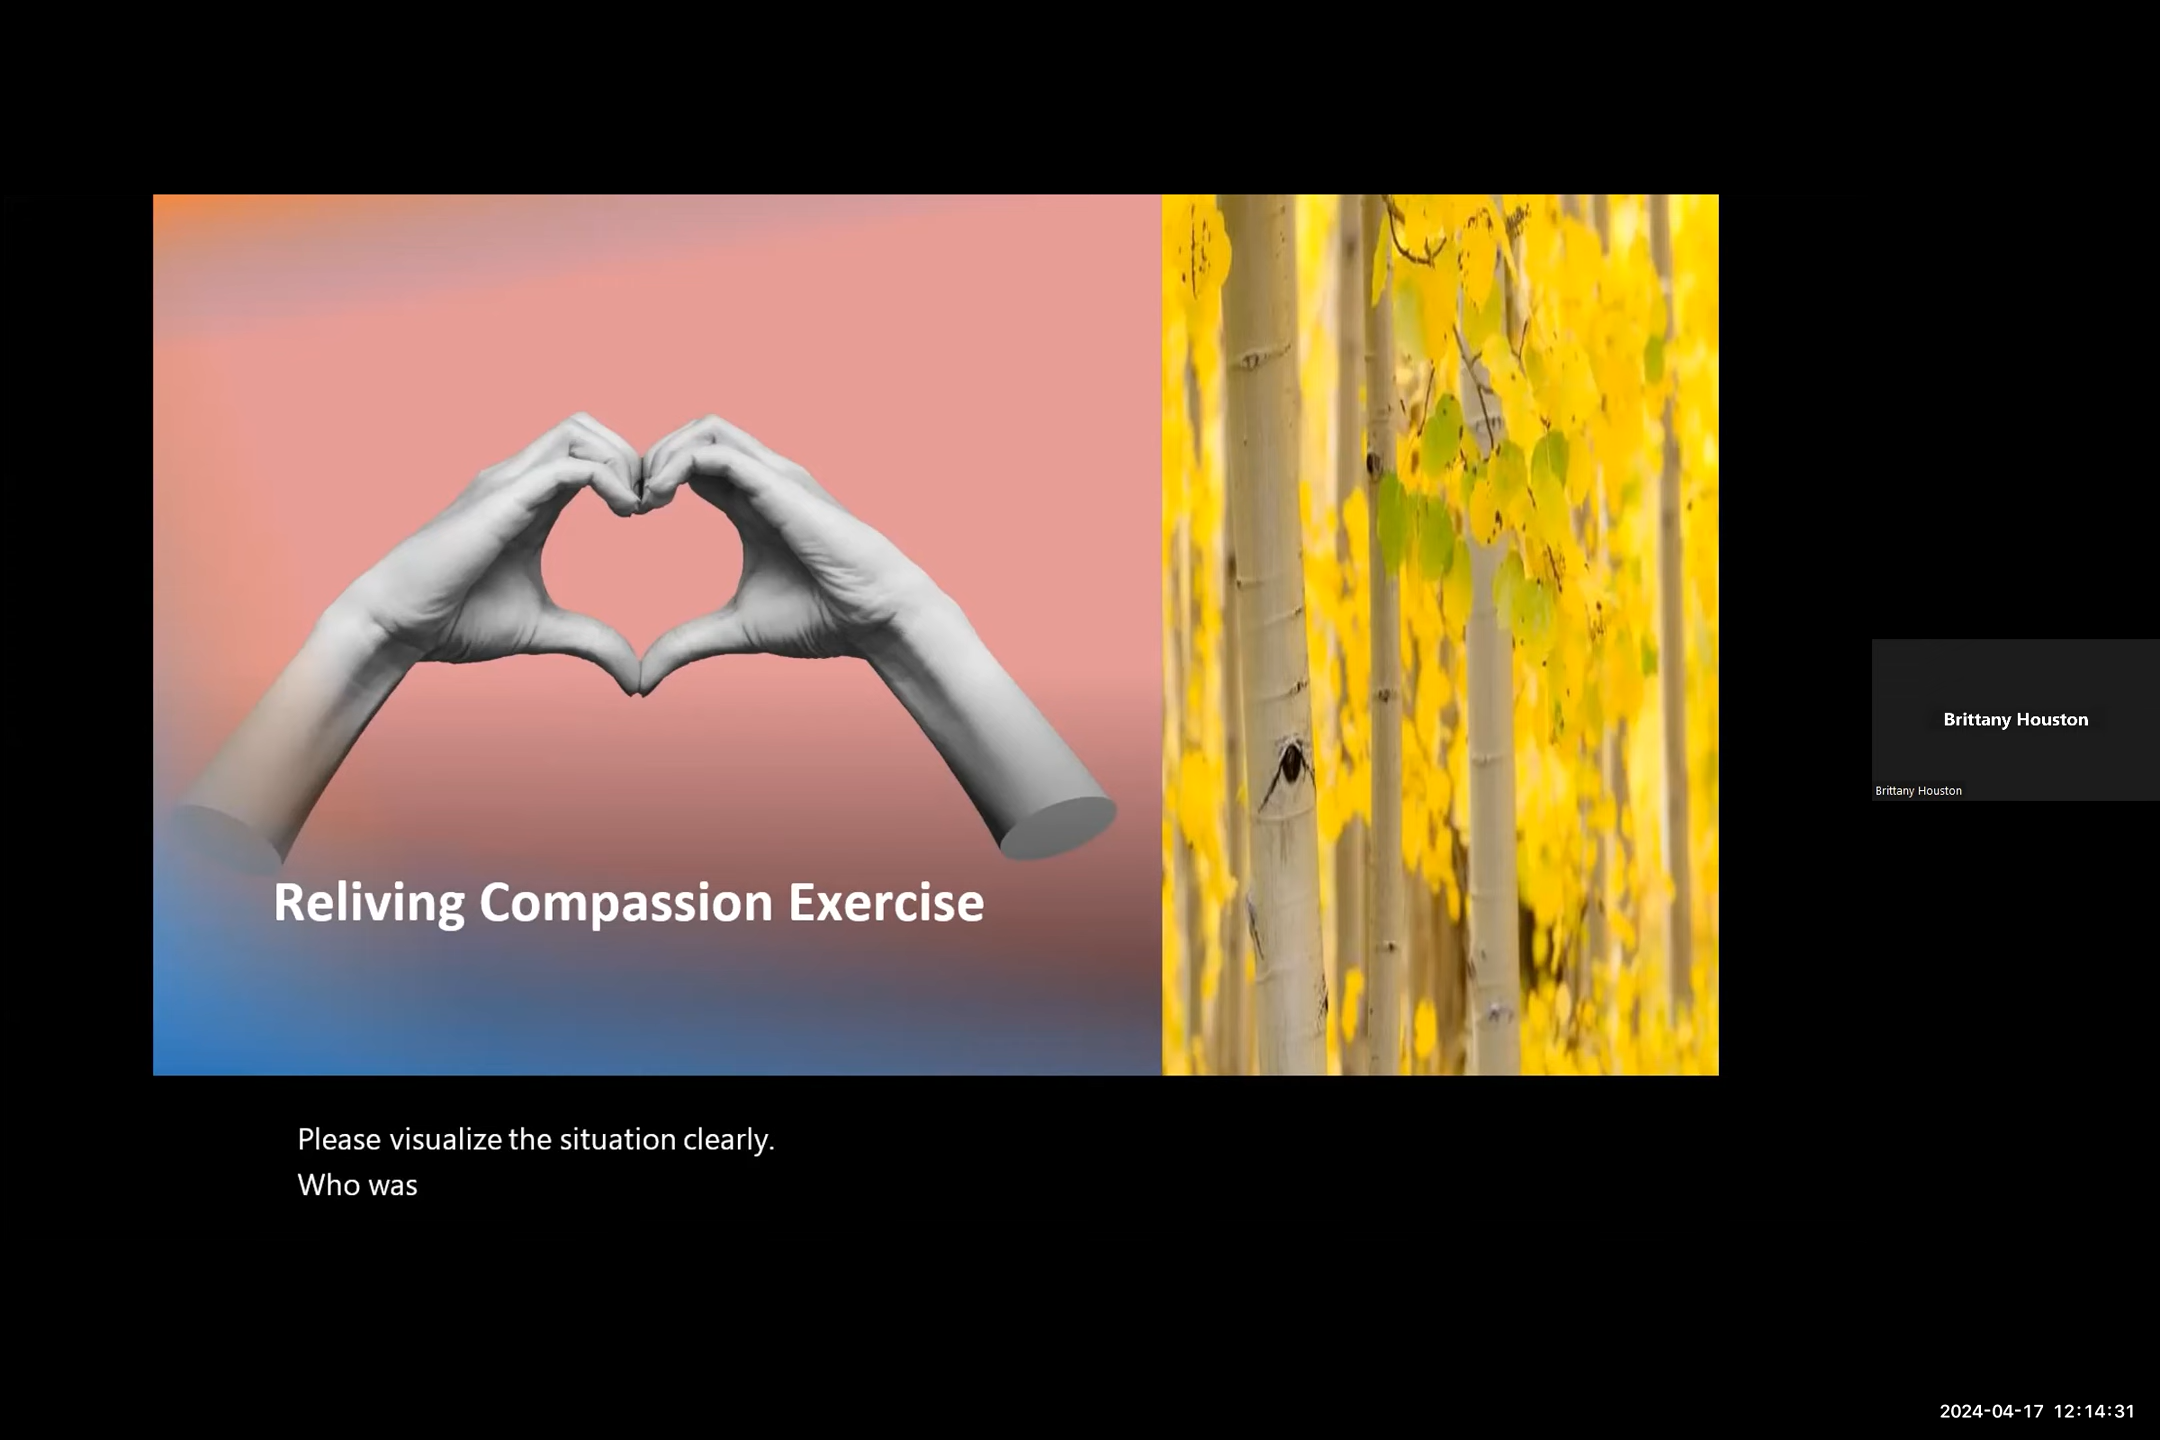 Reliving Compassion Exercise
Please visualize the situation clearly.
Who was
Brittany Houston
Brittany Houston
2024-04-17 12:14:31